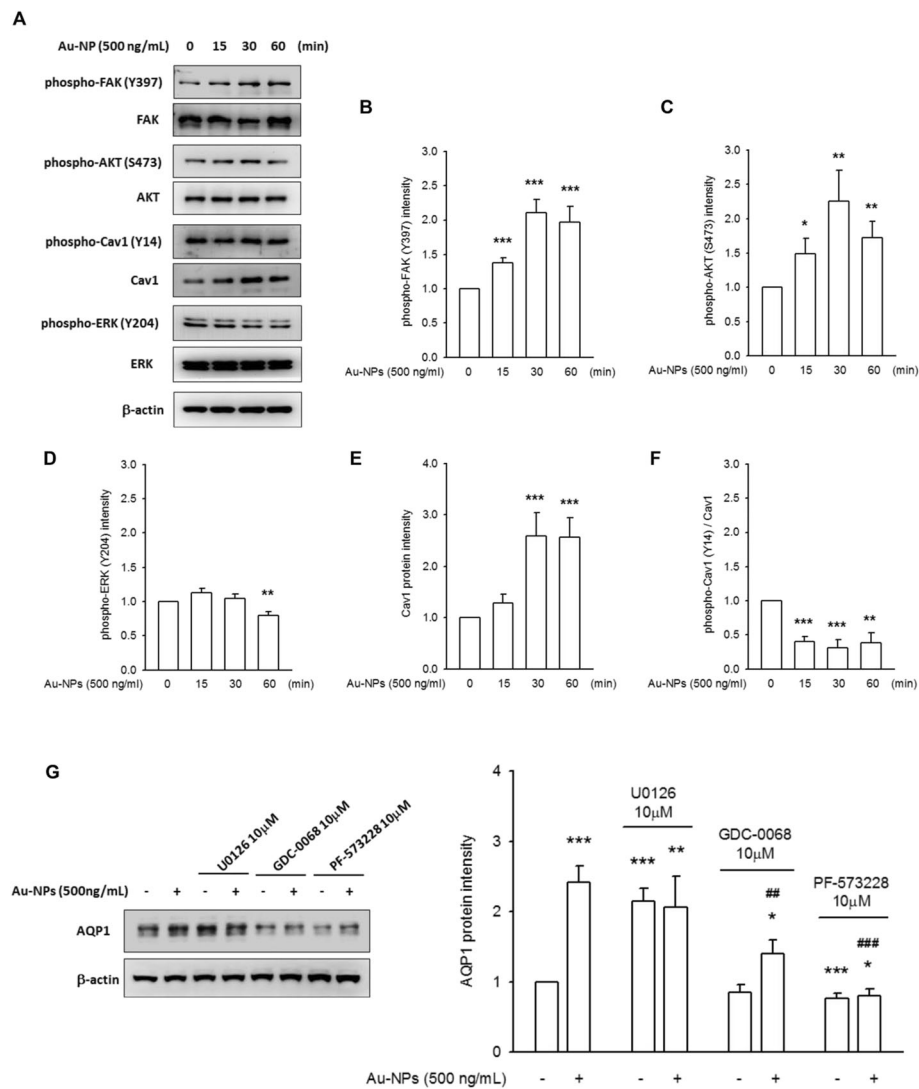 A
Au-NP (500 ng/mL) 0 15 30 60 (min)
phospho-FAK (Y397)
FAK
phospho-AKT (S473)
AKT
phospho-Cav1 (Y14)
Cav1
phospho-ERK (Y204)
ERK
β-actin
B
phospho-FAK (Y397) intensity
3.0
2.5
2.0
1.5
1.0
0.5
0.0
***
***
***
Au-NPs (500 ng/ml) 0 15 30 60 (min)
C
phospho-AKT (S473) intensity
3.0
2.5
2.0
1.5
1.0
0.5
0.0
*
**
**
Au-NPs (500 ng/ml) 0 15 30 60 (min)
D
phospho-ERK (Y204) intensity
3.0
2.5
2.0
1.5
1.0
0.5
0.0
**
Au-NPs (500 ng/ml) 0 15 30 60 (min)
E
Cav1 protein intensity
4.0
3.0
2.0
1.0
0.0
***
***
Au-NPs (500 ng/ml) 0 15 30 60 (min)
F
phospho-Cav1 (Y14) / Cav1
3.0
2.5
2.0
1.5
1.0
0.5
0.0
***
***
**
Au-NPs (500 ng/ml) 0 15 30 60 (min)
G
U0126 10μM
GDC-0068 10μM
PF-573228 10μM
Au-NPs (500ng/mL) - + - + - + - +
AQP1
β-actin
AQP1 protein intensity
4
3
2
1
0
***
U0126
10μM
***
**
GDC-0068
10μM
##
*
PF-573228
10μM
***
###
*
Au-NPs (500 ng/mL) - + - + - + - +